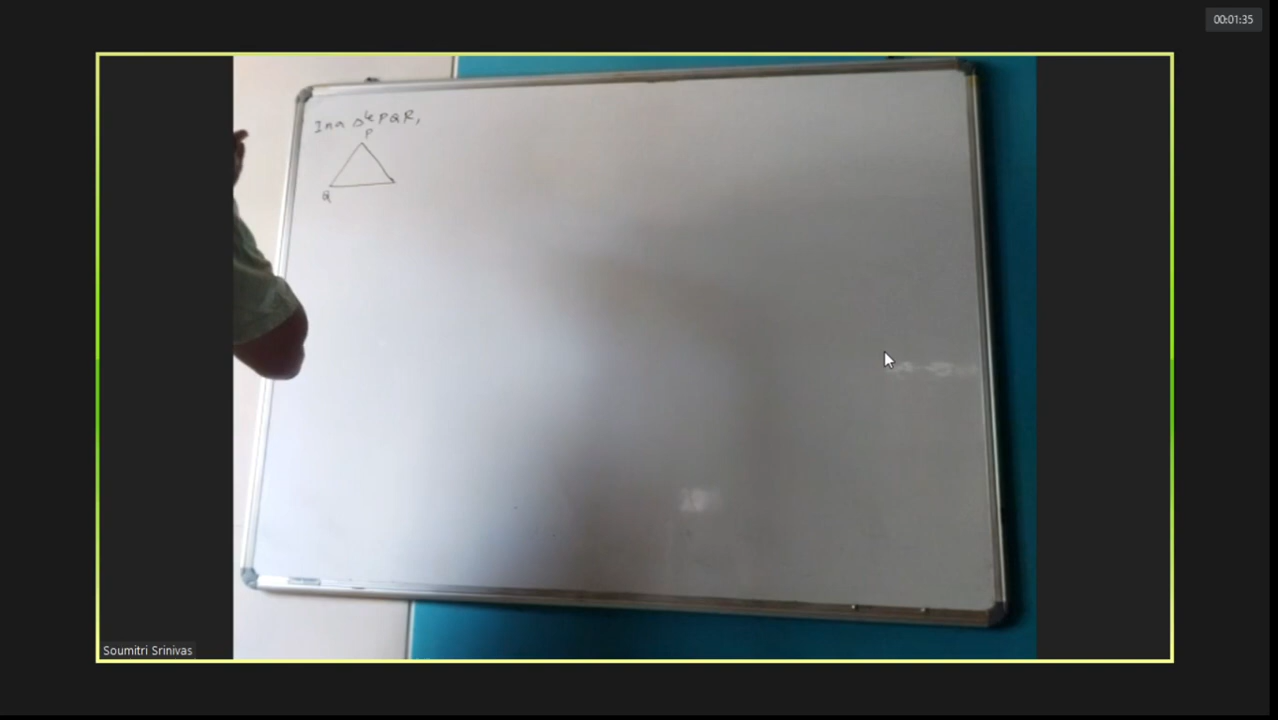 00:01:35
In a Δle PQR,
P
Q
Soumitri Srinivas